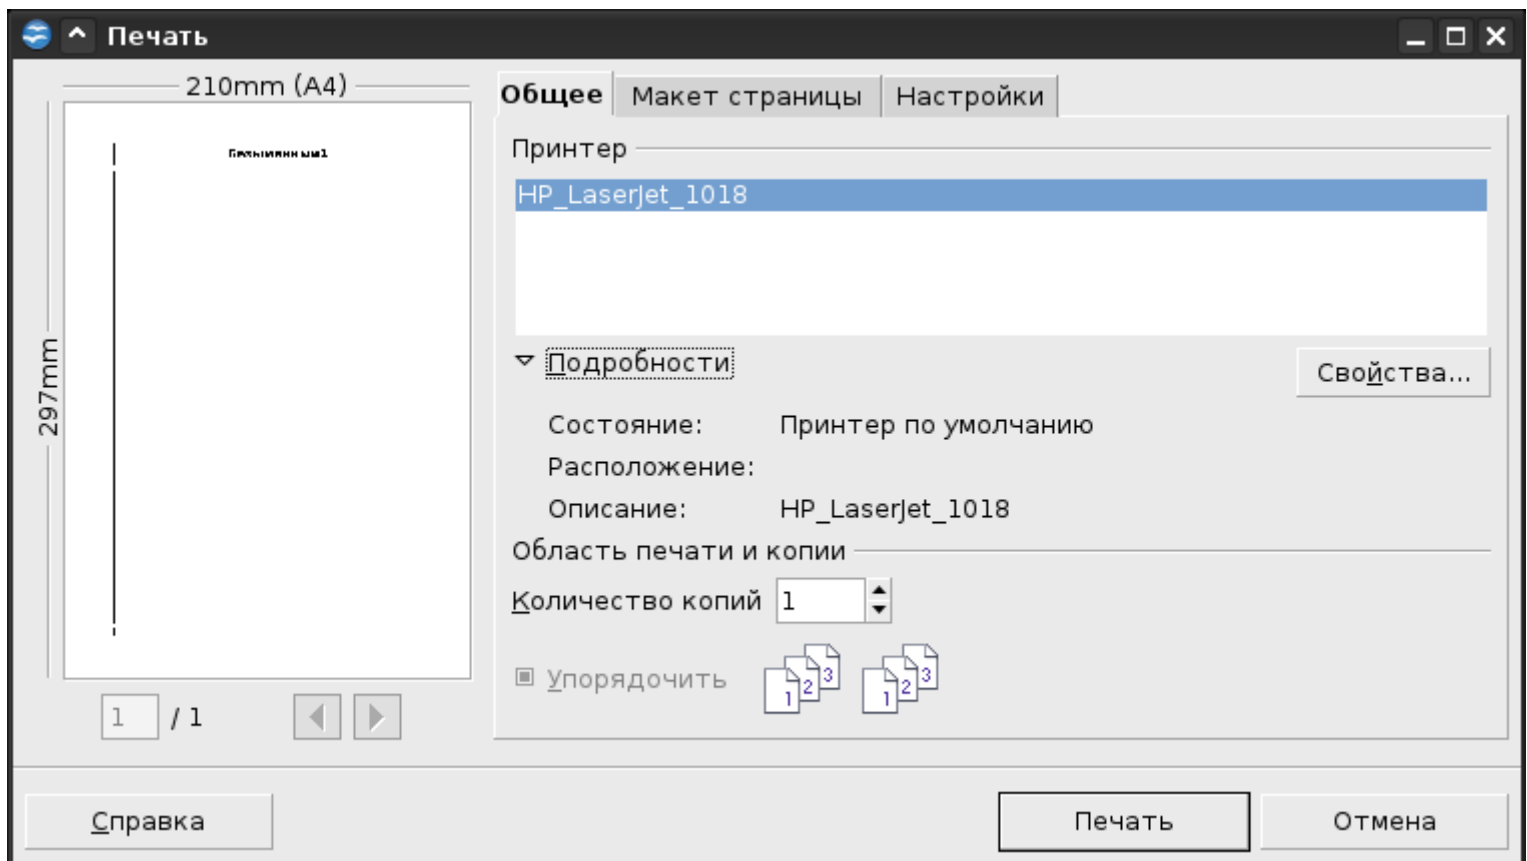 Печать
210mm (A4)
297mm
Безымянный1
1 / 1
Общее Макет страницы Настройки
Принтер
HP_LaserJet_1018
Подробности
Свойства...
Состояние: Принтер по умолчанию
Расположение:
Описание: HP_LaserJet_1018
Область печати и копии
Количество копий 1
Упорядочить 1 2 3 1 2 3
Справка Печать Отмена